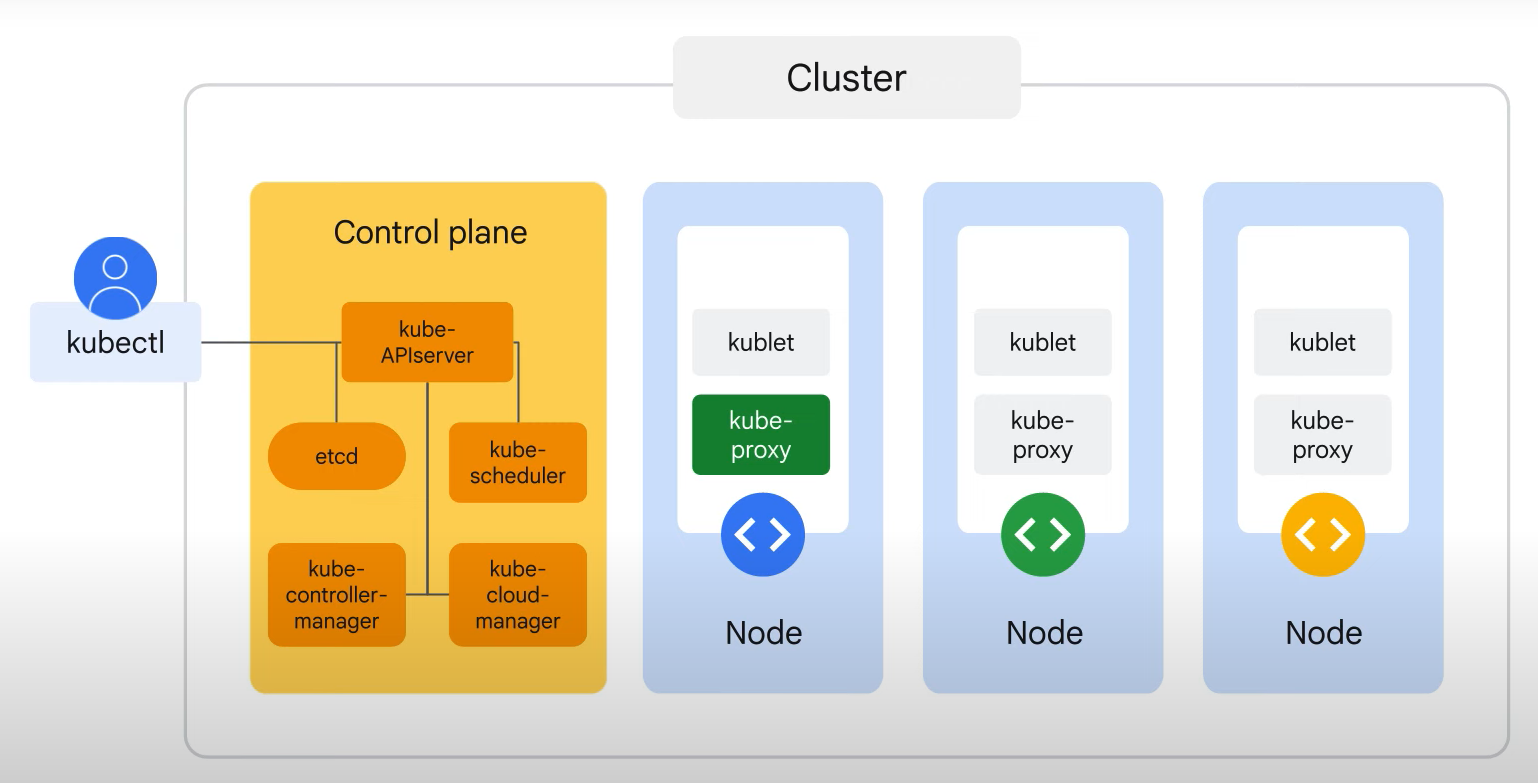 Cluster
Control plane
kubectl
kube-
APIserver
etcd
kube-
scheduler
kube-
controller-
manager
kube-
cloud-
manager
kublet
kube-
proxy
Node
kublet
kube-
proxy
Node
kublet
kube-
proxy
Node